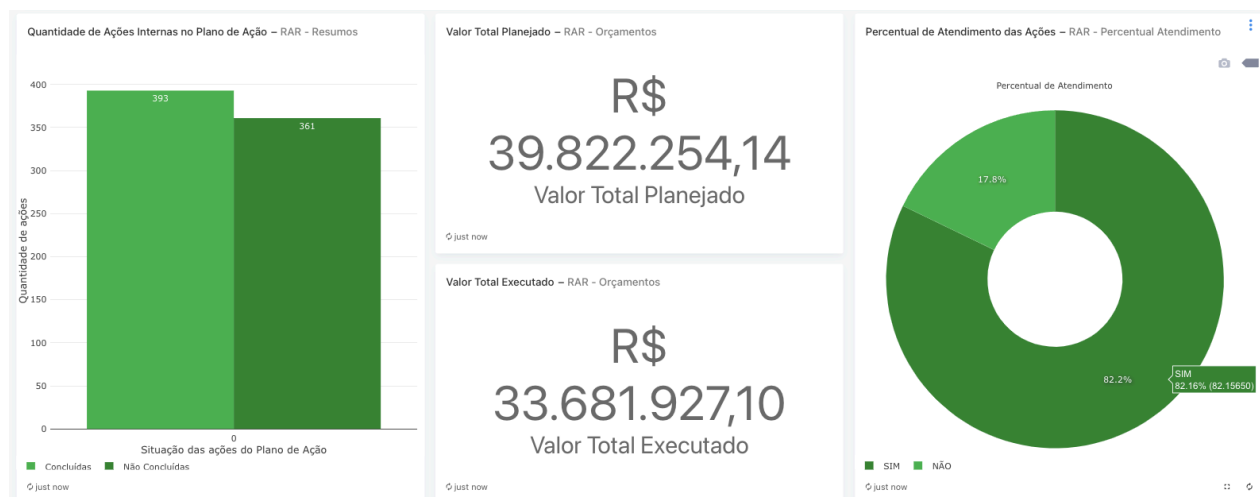 Quantidade de Ações Internas no Plano de Ação – RAR - Resumos
400
350
300
250
200
150
100
50
0
Quantidade de ações
393
361
0
Situação das ações do Plano de Ação
Concluídas
Não Concluídas
just now
Valor Total Planejado – RAR - Orçamentos
R$
39.822.254,14
Valor Total Planejado
just now
Valor Total Executado – RAR - Orçamentos
R$
33.681.927,10
Valor Total Executado
just now
Percentual de Atendimento das Ações – RAR - Percentual Atendimento
Percentual de Atendimento
17.8%
82.2%
SIM
82.16% (82.15650)
SIM
NÃO
just now